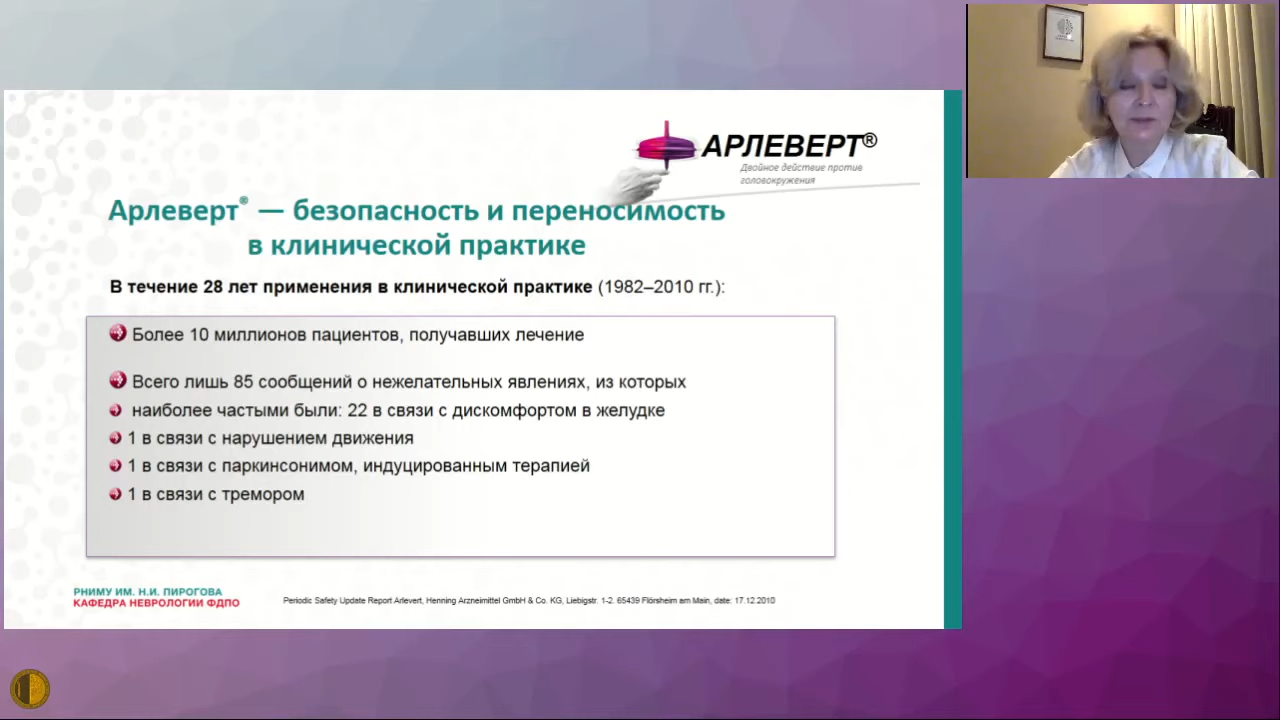 АРЛЕВЕРТ®
Двойное действие против
головокружения
Арлеверт® — безопасность и переносимость
в клинической практике
В течение 28 лет применения в клинической практике (1982–2010 гг.):
Более 10 миллионов пациентов, получавших лечение
Всего лишь 85 сообщений о нежелательных явлениях, из которых
наиболее частыми были: 22 в связи с дискомфортом в желудке
1 в связи с нарушением движения
1 в связи с паркинсонимом, индуцированным терапией
1 в связи с тремором
РНИМУ ИМ. Н.И. ПИРОГОВА
КАФЕДРА НЕВРОЛОГИИ ФДПО
Periodic Safety Update Report Arlevert, Henning Arzneimittel GmbH & Co. KG, Liebigstr. 1-2. 65439 Flörsheim am Main, date: 17.12.2010